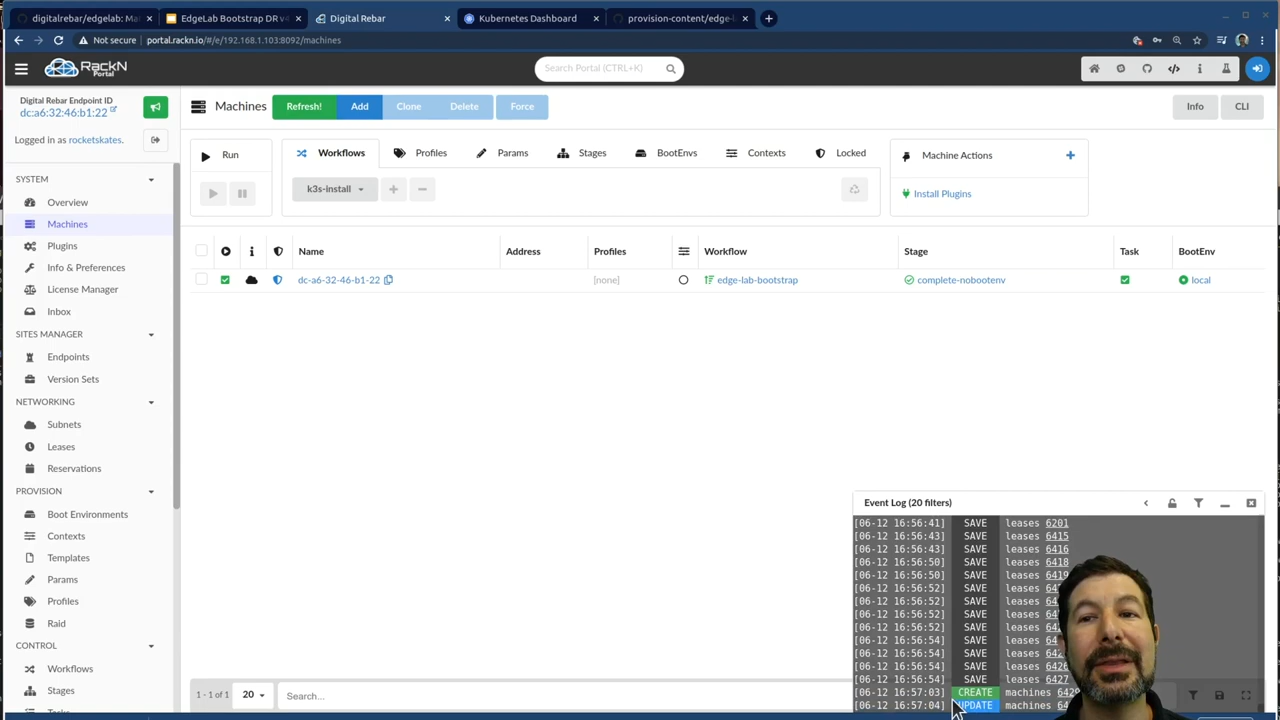 digitalrebar/edgelab: Ma
EdgeLab Bootstrap DR v4
Digital Rebar
Kubernetes Dashboard
provision-content/edge-l
Not secure
portal.rackn.io/#/e/192.168.1.103:8092/machines
RackN
Portal
Search Portal (CTRL+K)
Digital Rebar Endpoint ID
dc:a6:32:46:b1:22
Logged in as rocketskates.
Machines
Refresh!
Add
Clone
Delete
Force
Info
CLI
Run
Workflows
Profiles
Params
Stages
BootEnvs
Contexts
Locked
k3s-install
Machine Actions
Install Plugins
SYSTEM
Overview
Machines
Plugins
Info & Preferences
License Manager
Inbox
SITES MANAGER
Endpoints
Version Sets
NETWORKING
Subnets
Leases
Reservations
PROVISION
Boot Environments
Contexts
Templates
Params
Profiles
Raid
CONTROL
Workflows
Stages
Name Address Profiles Workflow Stage Task BootEnv
dc-a6-32-46-b1-22 [none] edge-lab-bootstrap complete-nobootenv local
Event Log (20 filters)
[06-12 16:56:41] SAVE leases 6201
[06-12 16:56:43] SAVE leases 6415
[06-12 16:56:43] SAVE leases 6416
[06-12 16:56:50] SAVE leases 6418
[06-12 16:56:50] SAVE leases 6419
[06-12 16:56:52] SAVE leases
[06-12 16:56:52] SAVE leases
[06-12 16:56:52] SAVE leases
[06-12 16:56:52] SAVE leases
[06-12 16:56:54] SAVE leases
[06-12 16:56:54] SAVE leases
[06-12 16:56:54] SAVE leases 6426
[06-12 16:56:54] SAVE leases 6427
[06-12 16:57:03] CREATE machines 6429
[06-12 16:57:04] UPDATE machines
1 - 1 of 1
20
Search...